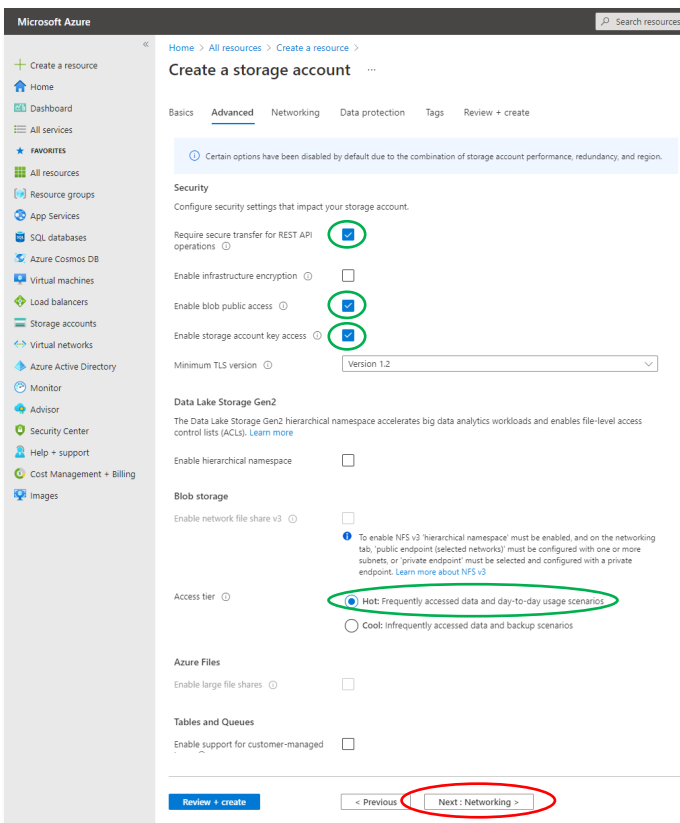 Microsoft Azure
Search resources
«
Home > All resources > Create a resource >
Create a storage account ...
Create a resource
Home
Dashboard
All services
FAVORITES
All resources
Resource groups
App Services
SQL databases
Azure Cosmos DB
Virtual machines
Load balancers
Storage accounts
Virtual networks
Azure Active Directory
Monitor
Advisor
Security Center
Help + support
Cost Management + Billing
Images
Basics Advanced Networking Data protection Tags Review + create
Certain options have been disabled by default due to the combination of storage account performance, redundancy, and region.
Security
Configure security settings that impact your storage account.
Require secure transfer for REST API
operations
Enable infrastructure encryption
Enable blob public access
Enable storage account key access
Minimum TLS version
Version 1.2
Data Lake Storage Gen2
The Data Lake Storage Gen2 hierarchical namespace accelerates big data analytics workloads and enables file-level access
control lists (ACLs). Learn more
Enable hierarchical namespace
Blob storage
Enable network file share v3
To enable NFS v3 'hierarchical namespace' must be enabled, and on the networking
tab, 'public endpoint (selected networks)' must be configured with one or more
subnets, or 'private endpoint' must be selected and configured with a private
endpoint. Learn more about NFS v3
Access tier
Hot: Frequently accessed data and day-to-day usage scenarios
Cool: Infrequently accessed data and backup scenarios
Azure Files
Enable large file shares
Tables and Queues
Enable support for customer-managed
Review + create
< Previous
Next : Networking >